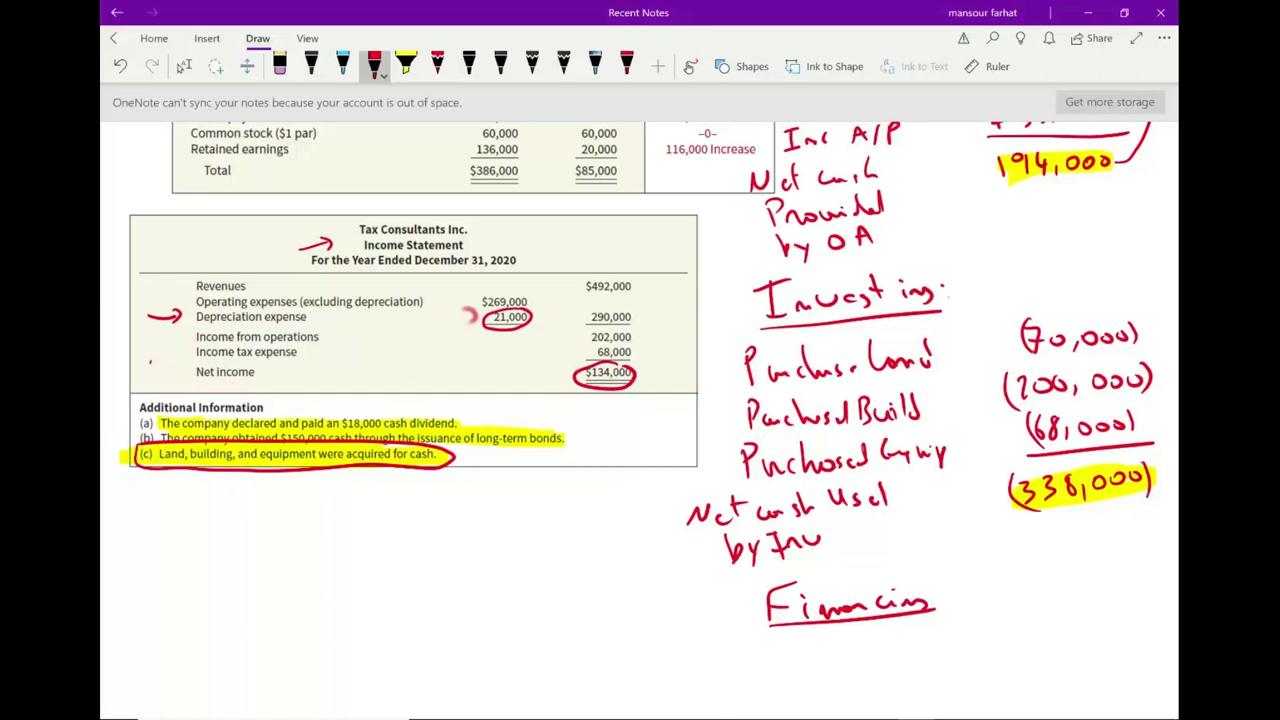 Recent Notes
mansour farhat
Home Insert Draw View
Share
Shapes
Ink to Shape
Ink to Text
Ruler
OneNote can't sync your notes because your account is out of space.
Get more storage
Common stock ($1 par) 60,000 60,000 –0–
Retained earnings 136,000 20,000 116,000 Increase
Total $386,000 $85,000
Tax Consultants Inc.
Income Statement
For the Year Ended December 31, 2020
Revenues $492,000
Operating expenses (excluding depreciation) $269,000
Depreciation expense 21,000 290,000
Income from operations 202,000
Income tax expense 68,000
Net income $134,000
Additional Information
(a) The company declared and paid an $18,000 cash dividend.
(b) The company obtained $150,000 cash through the issuance of long-term bonds.
(c) Land, building, and equipment were acquired for cash.
Inc A/P
194,000
Net cash
Provided
by OA
Investing:
Purchase Land (70,000)
Purchased Build (200,000)
Purchased Equip (68,000)
Net cash Used (338,000)
by Inv
Financing